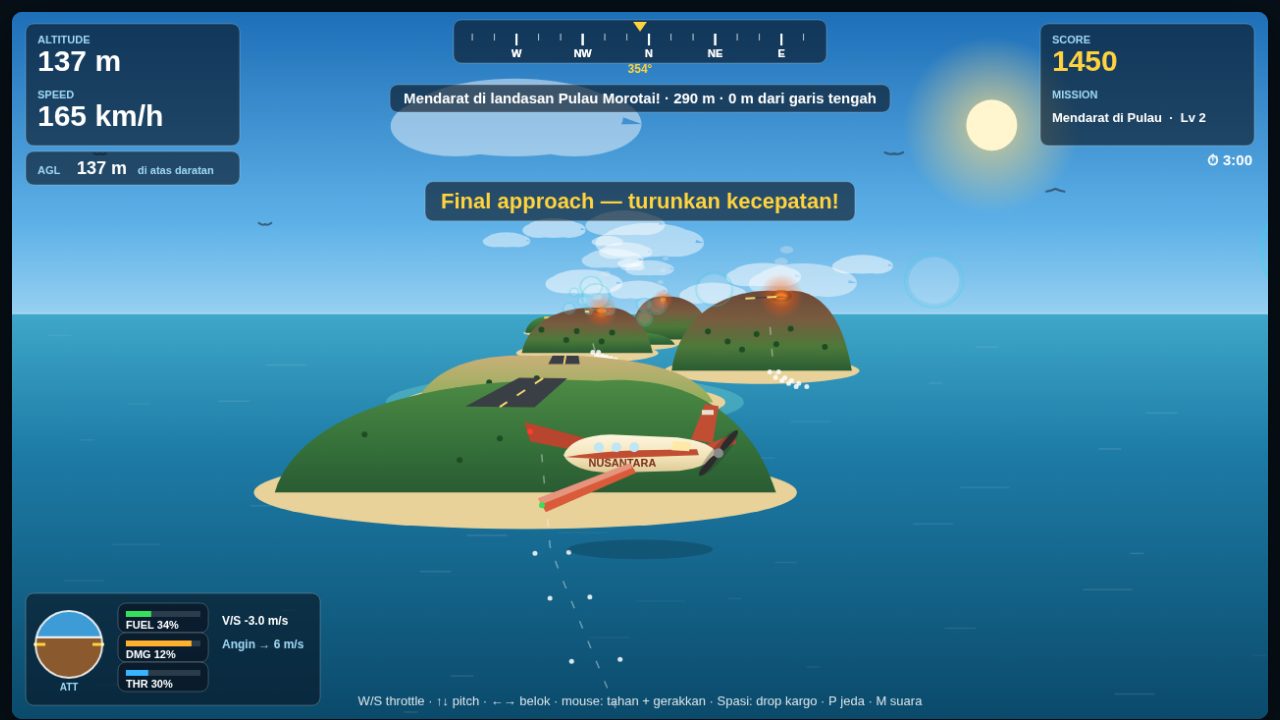 ALTITUDE
137 m
SPEED
165 km/h
AGL 137 m di atas daratan
W NW N NE E
354°
Mendarat di landasan Pulau Morotai! · 290 m · 0 m dari garis tengah
Final approach — turunkan kecepatan!
SCORE
1450
MISSION
Mendarat di Pulau · Lv 2
⏱ 3:00
NUSANTARA
ATT
FUEL 34%
DMG 12%
THR 30%
V/S -3.0 m/s
Angin → 6 m/s
W/S throttle · ↑↓ pitch · ←→ belok · mouse: tahan + gerakkan · Spasi: drop kargo · P jeda · M suara